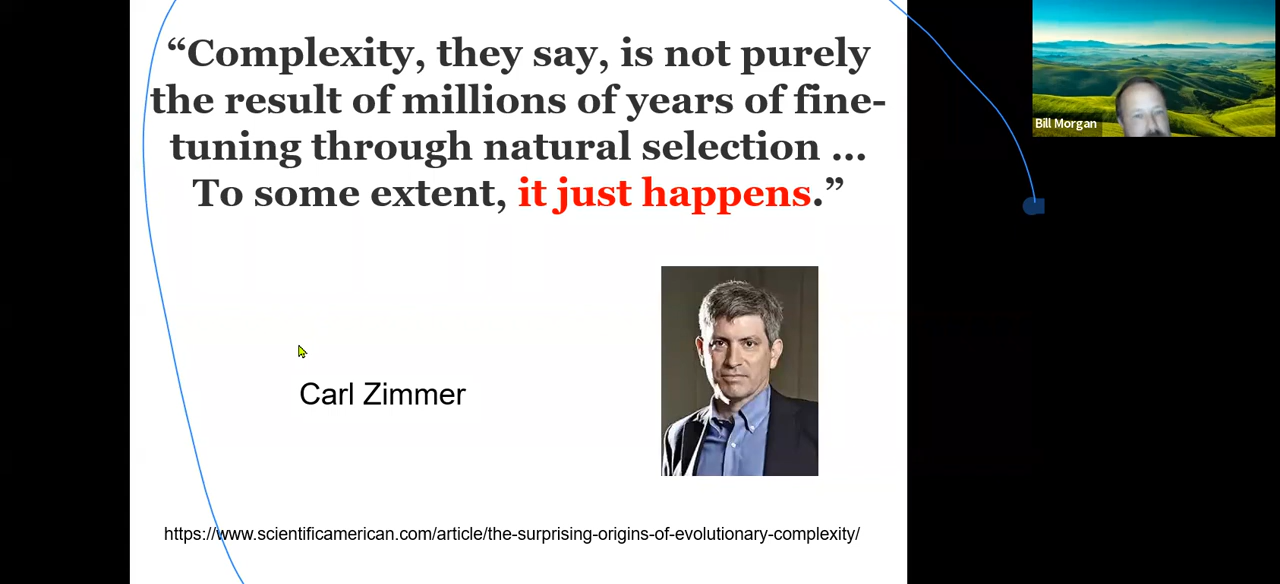 “Complexity, they say, is not purely
the result of millions of years of fine-
tuning through natural selection ...
To some extent, it just happens.”
Bill Morgan
Carl Zimmer
https://www.scientificamerican.com/article/the-surprising-origins-of-evolutionary-complexity/